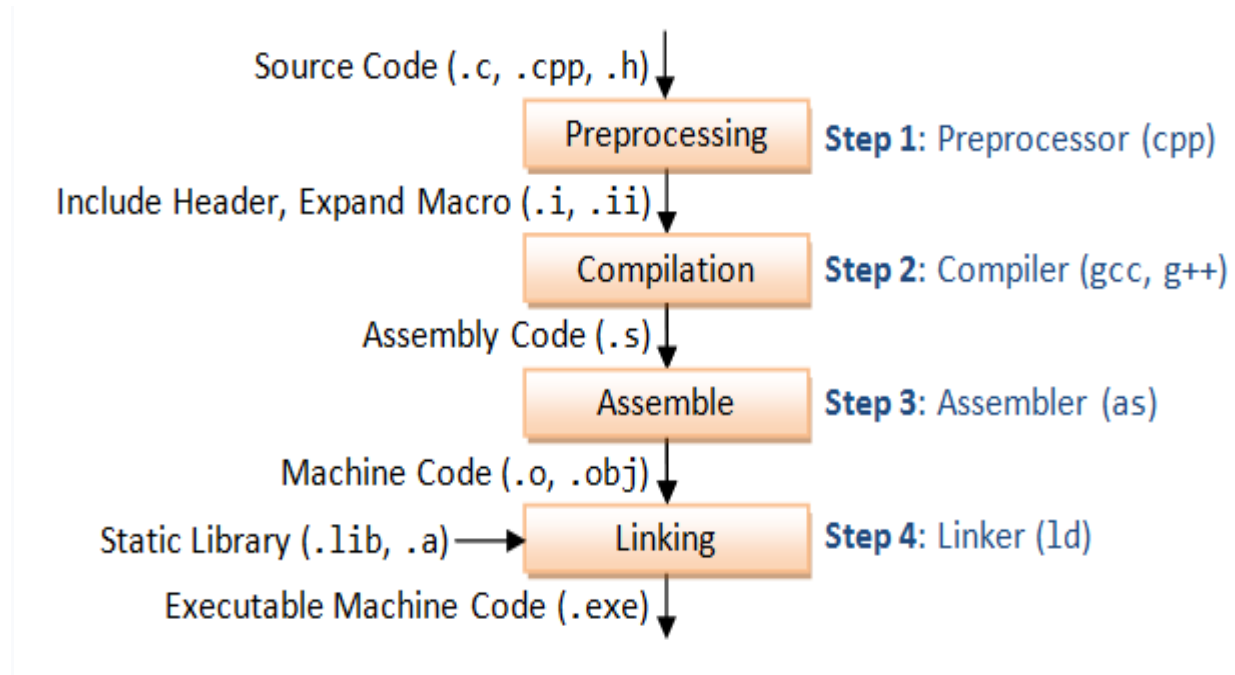 Source Code (.c, .cpp, .h)
Preprocessing
Step 1: Preprocessor (cpp)
Include Header, Expand Macro (.i, .ii)
Compilation
Step 2: Compiler (gcc, g++)
Assembly Code (.s)
Assemble
Step 3: Assembler (as)
Machine Code (.o, .obj)
Static Library (.lib, .a)
Linking
Step 4: Linker (ld)
Executable Machine Code (.exe)